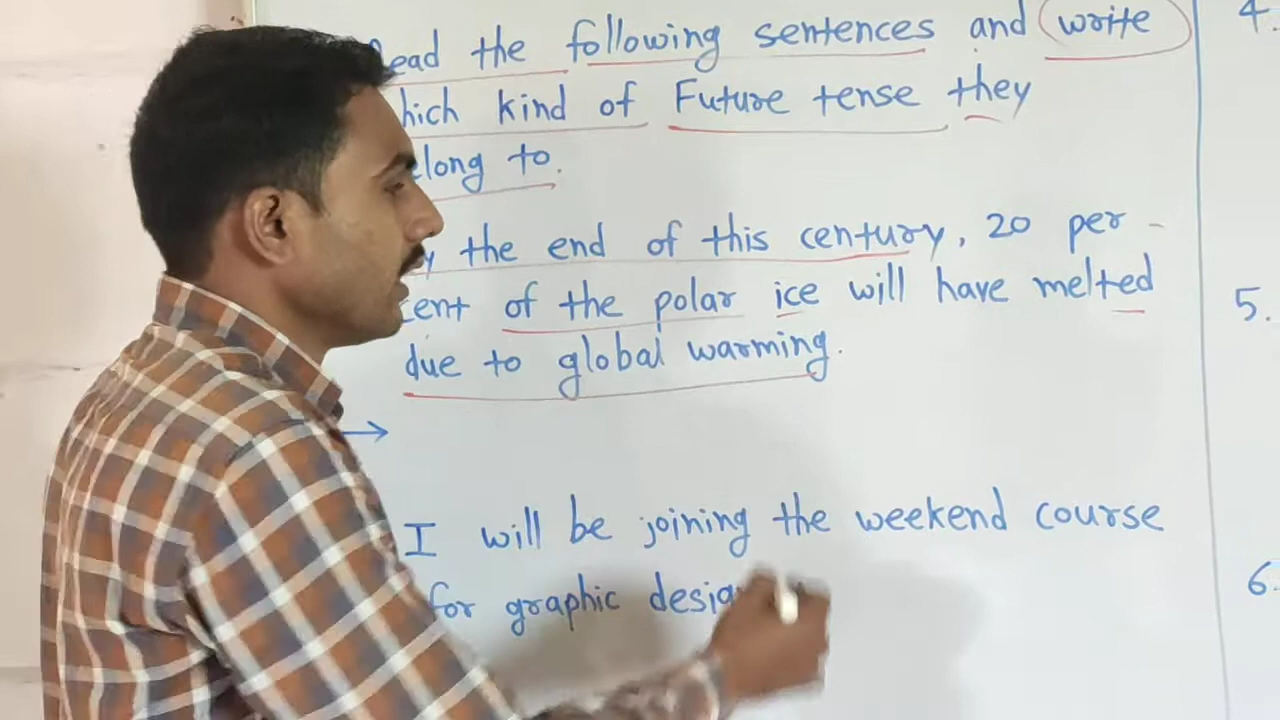 ead the following sentences and write
hich kind of Future tense they
elong to.
y the end of this century, 20 per -
cent of the polar ice will have melted
due to global warming.
→
I will be joining the weekend course
for graphic
4.
5.
6.